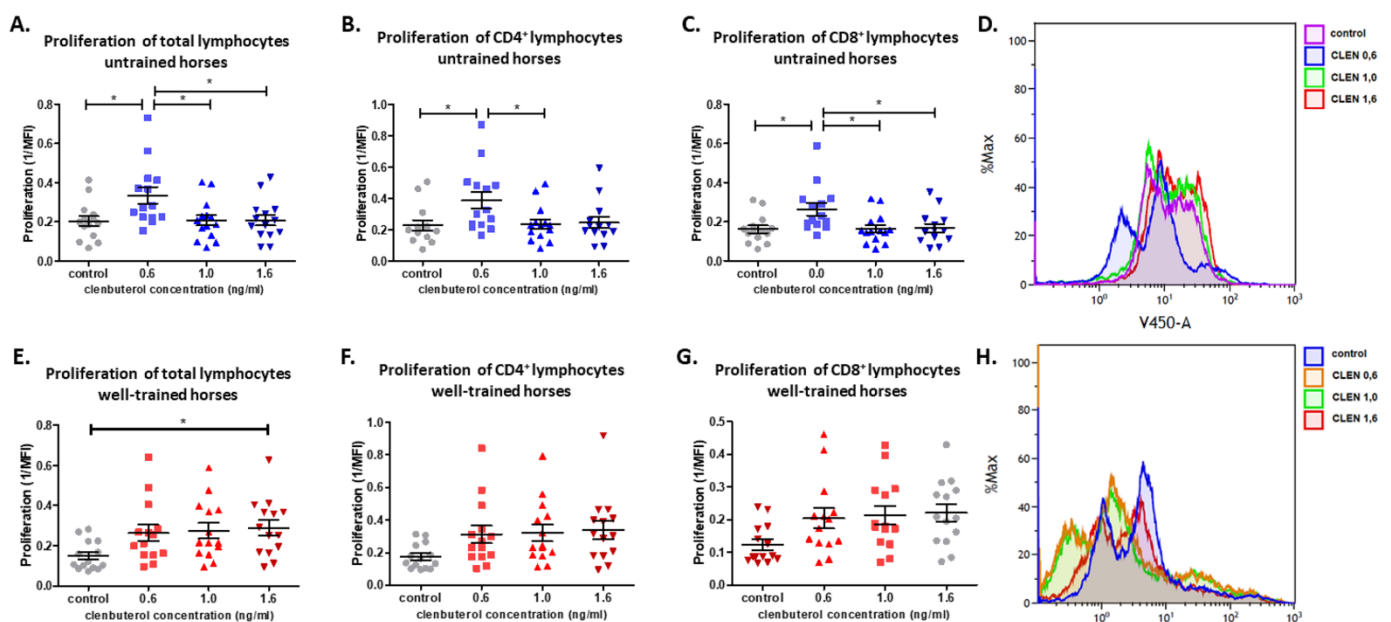 A.
Proliferation of total lymphocytes
untrained horses
* * *
Proliferation (1/MFI)
0.8
0.6
0.4
0.2
0.0
control 0.6 1.0 1.6
clenbuterol concentration (ng/ml)
B.
Proliferation of CD4⁺ lymphocytes
untrained horses
* *
Proliferation (1/MFI)
1.0
0.8
0.6
0.4
0.2
0.0
control 0.6 1.0 1.6
clenbuterol concentration (ng/ml)
C.
Proliferation of CD8⁺ lymphocytes
untrained horses
* * *
Proliferation (1/MFI)
0.8
0.6
0.4
0.2
0.0
control 0.0 1.0 1.6
clenbuterol concentration (ng/ml)
D.
%Max
100
80
60
40
20
0
10⁰ 10¹ 10² 10³
V450-A
control
CLEN 0,6
CLEN 1,0
CLEN 1,6
E.
Proliferation of total lymphocytes
well-trained horses
*
Proliferation (1/MFI)
0.8
0.6
0.4
0.2
0.0
control 0.6 1.0 1.6
clenbuterol concentration (ng/ml)
F.
Proliferation of CD4⁺ lymphocytes
well-trained horses
Proliferation (1/MFI)
1.0
0.8
0.6
0.4
0.2
0.0
control 0.6 1.0 1.6
clenbuterol concentration (ng/ml)
G.
Proliferation of CD8⁺ lymphocytes
well-trained horses
Proliferation (1/MFI)
0.5
0.4
0.3
0.2
0.1
0.0
control 0.6 1.0 1.6
clenbuterol concentration (ng/ml)
H.
%Max
100
80
60
40
20
0
10⁰ 10¹ 10² 10³
V450-A
control
CLEN 0,6
CLEN 1,0
CLEN 1,6